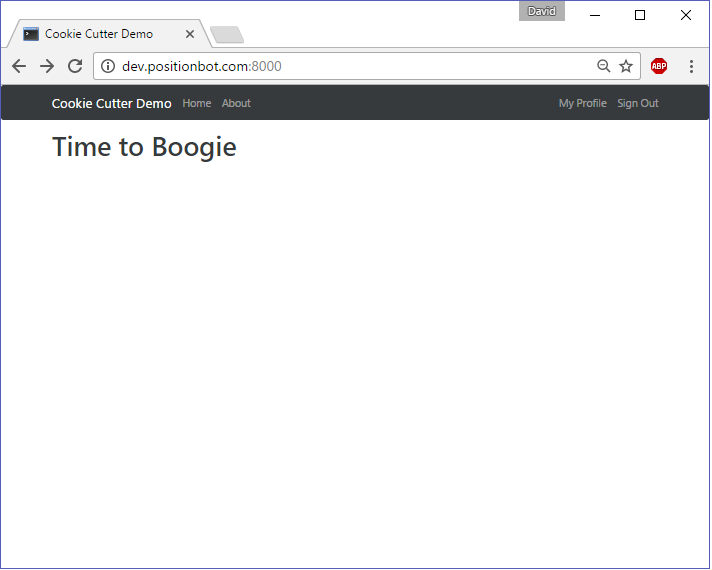 David
Cookie Cutter Demo
dev.positionbot.com:8000
ABP
Cookie Cutter Demo Home About My Profile Sign Out
Time to Boogie